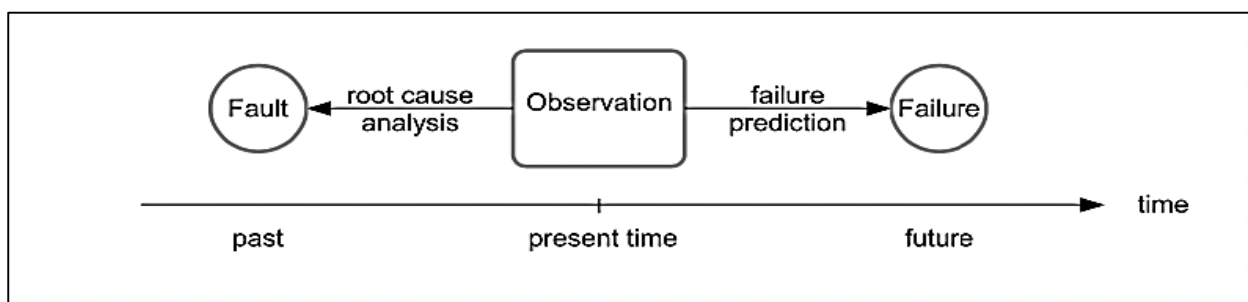 Fault
root cause
analysis
Observation
failure
prediction
Failure
time
past
present time
future